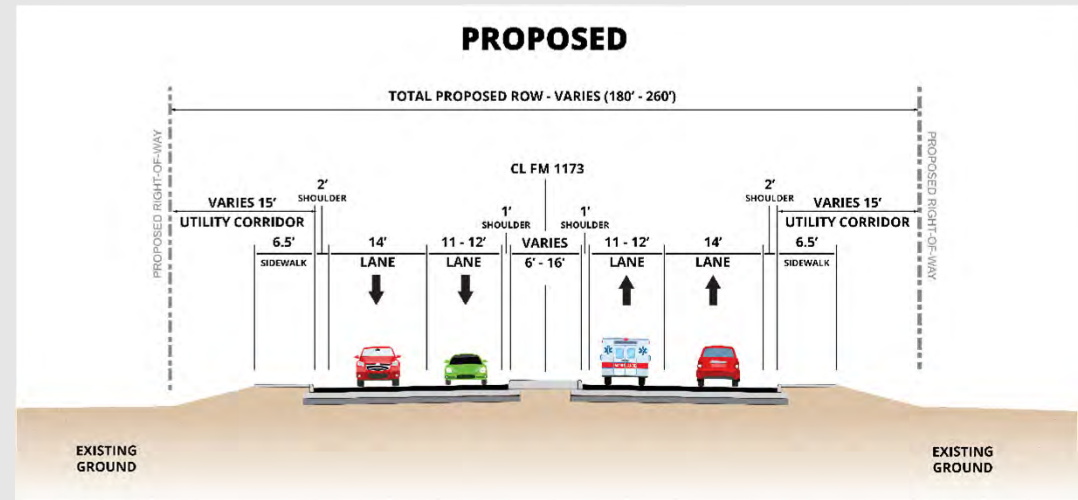 PROPOSED
TOTAL PROPOSED ROW - VARIES (180' - 260')
PROPOSED RIGHT-OF-WAY
PROPOSED RIGHT-OF-WAY
CL FM 1173
2'
SHOULDER
2'
SHOULDER
VARIES 15'
UTILITY CORRIDOR
1'
SHOULDER
1'
SHOULDER
VARIES 15'
UTILITY CORRIDOR
6.5'
SIDEWALK
14'
LANE
11 - 12'
LANE
VARIES
6' - 16'
11 - 12'
LANE
14'
LANE
6.5'
SIDEWALK
EXISTING
GROUND
EXISTING
GROUND